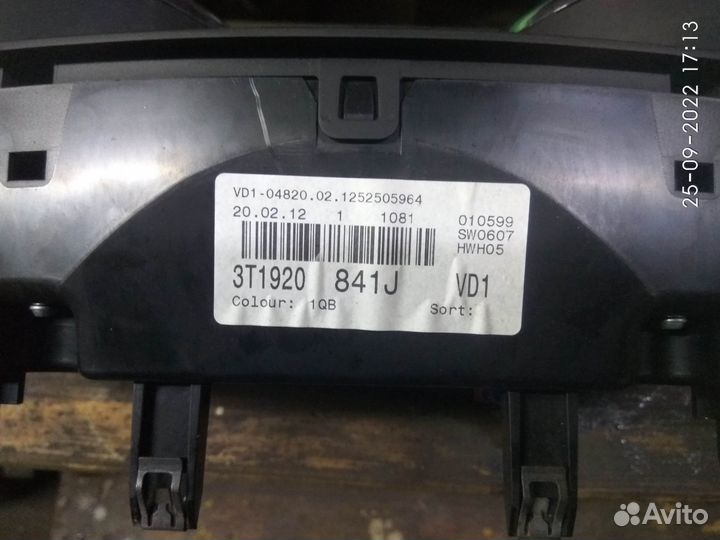 VD1-04820.02.1252505964
20.02.12 1 1081 010599
SW0607
HWH05
3T1920 841J VD1
Colour: 1QB Sort:
25-09-2022 17:13
Avito